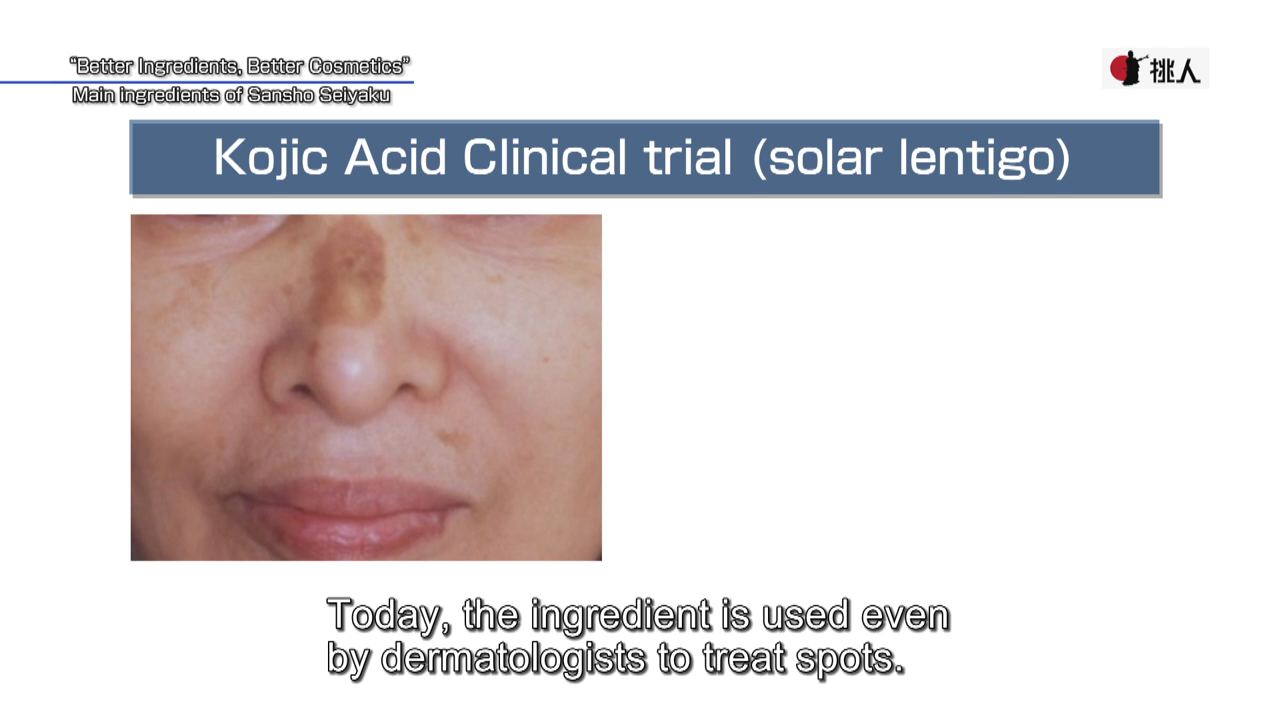 “Better Ingredients, Better Cosmetics”
Main ingredients of Sansho Seiyaku
挑人
Kojic Acid Clinical trial (solar lentigo)
Today, the ingredient is used even
by dermatologists to treat spots.